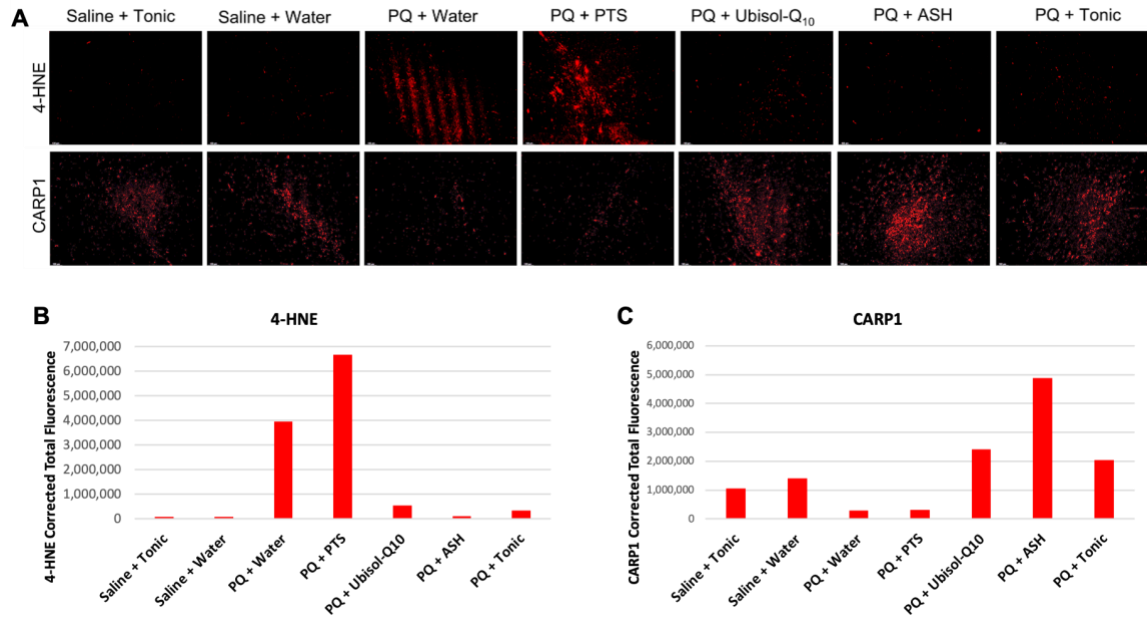 A
Saline + Tonic
Saline + Water
PQ + Water
PQ + PTS
PQ + Ubisol-Q₁₀
PQ + ASH
PQ + Tonic
4-HNE
CARP1
B
4-HNE
4-HNE Corrected Total Fluorescence
7,000,000
6,000,000
5,000,000
4,000,000
3,000,000
2,000,000
1,000,000
0
Saline + Tonic
Saline + Water
PQ + Water
PQ + PTS
PQ + Ubisol-Q10
PQ + ASH
PQ + Tonic
C
CARP1
CARP1 Corrected Total Fluorescence
6,000,000
5,000,000
4,000,000
3,000,000
2,000,000
1,000,000
0
Saline + Tonic
Saline + Water
PQ + Water
PQ + PTS
PQ + Ubisol-Q10
PQ + ASH
PQ + Tonic